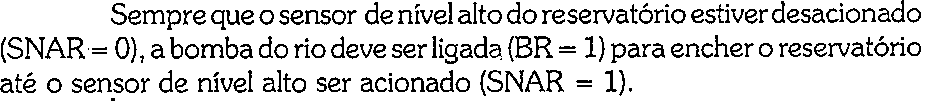 Sempre que o sensor de nível alto do reservatório estiver desacionado
(SNAR = 0), a bomba do rio deve ser ligada (BR = 1) para encher o reservatório
até o sensor de nível alto ser acionado (SNAR = 1).